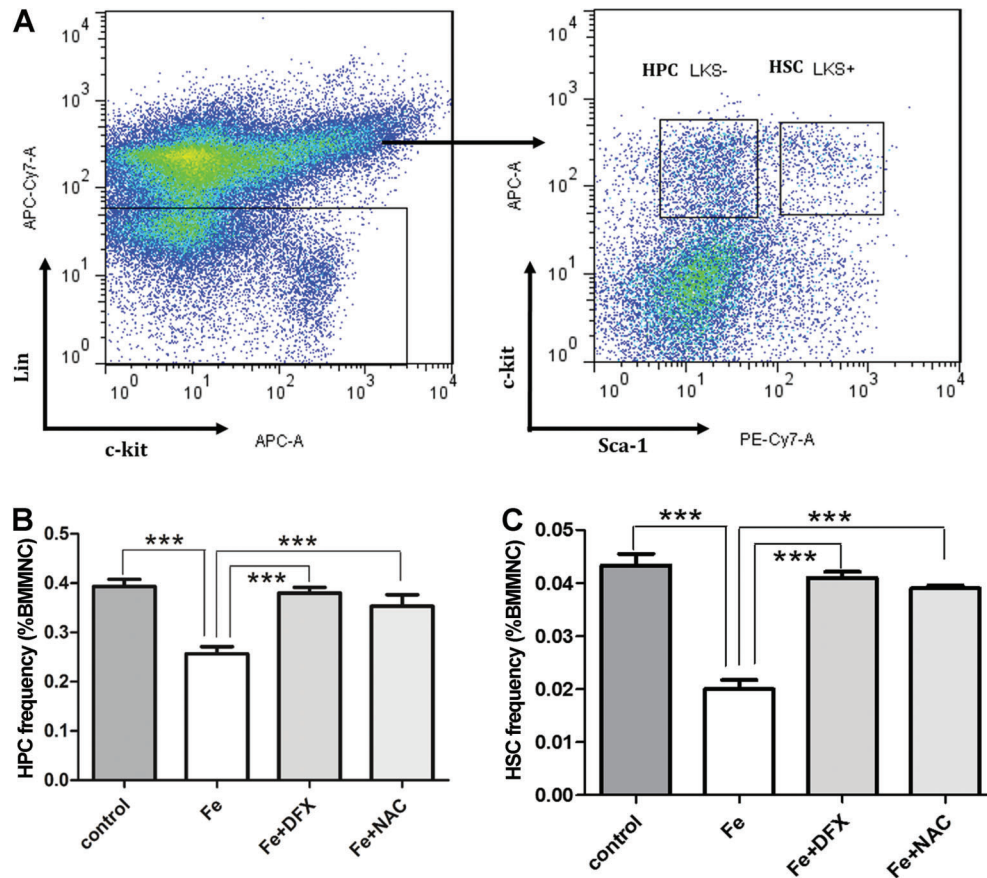 A
10^4
10^3
10^2
10^1
10^0
APC-Cy7-A
Lin
10^0 10^1 10^2 10^3 10^4
c-kit
APC-A
10^4
10^3
10^2
10^1
10^0
APC-A
c-kit
HPC LKS-
HSC LKS+
10^0 10^1 10^2 10^3 10^4
Sca-1
PE-Cy7-A
B
HPC frequency (%BMMNC)
0.5
0.4
0.3
0.2
0.1
0.0
***
***
***
control
Fe
Fe+DFX
Fe+NAC
C
HSC frequency (%BMMNC)
0.05
0.04
0.03
0.02
0.01
0.00
***
***
***
control
Fe
Fe+DFX
Fe+NAC